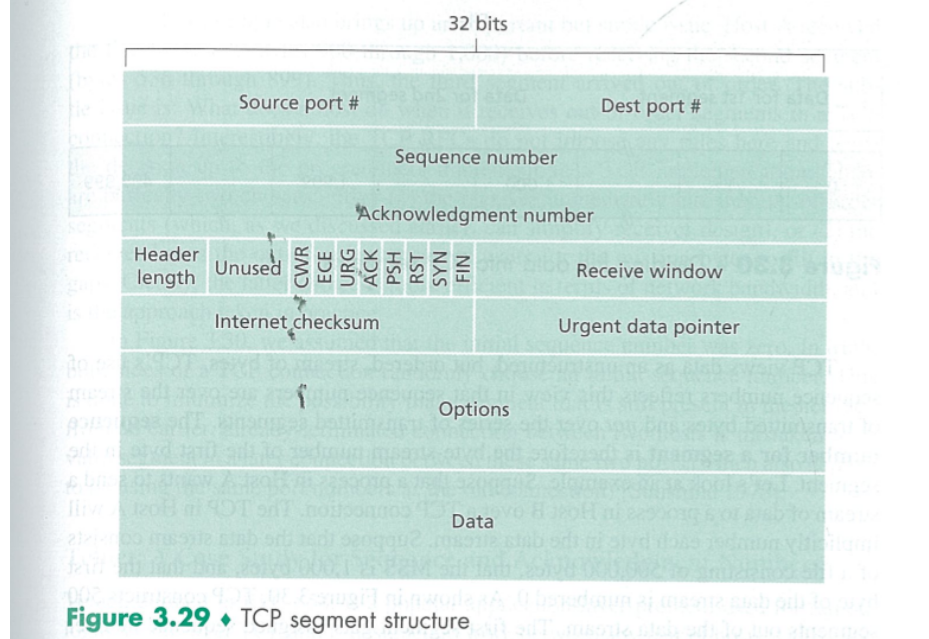 32 bits
Source port # Dest port #
Sequence number
Acknowledgment number
Header length Unused CWR ECE URG ACK PSH RST SYN FIN Receive window
Internet checksum Urgent data pointer
Options
Data
Figure 3.29 ♦ TCP segment structure